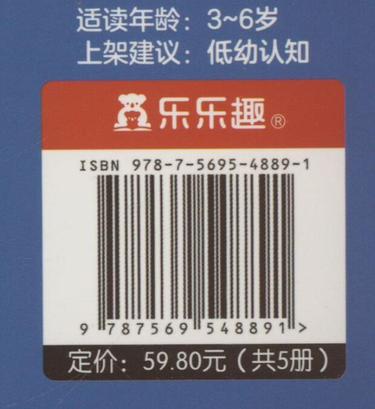 适读年龄：3~6岁
上架建议：低幼认知
乐乐趣®
ISBN 978-7-5695-4889-1
9 787569 548891 >
定价：59.80元（共5册）